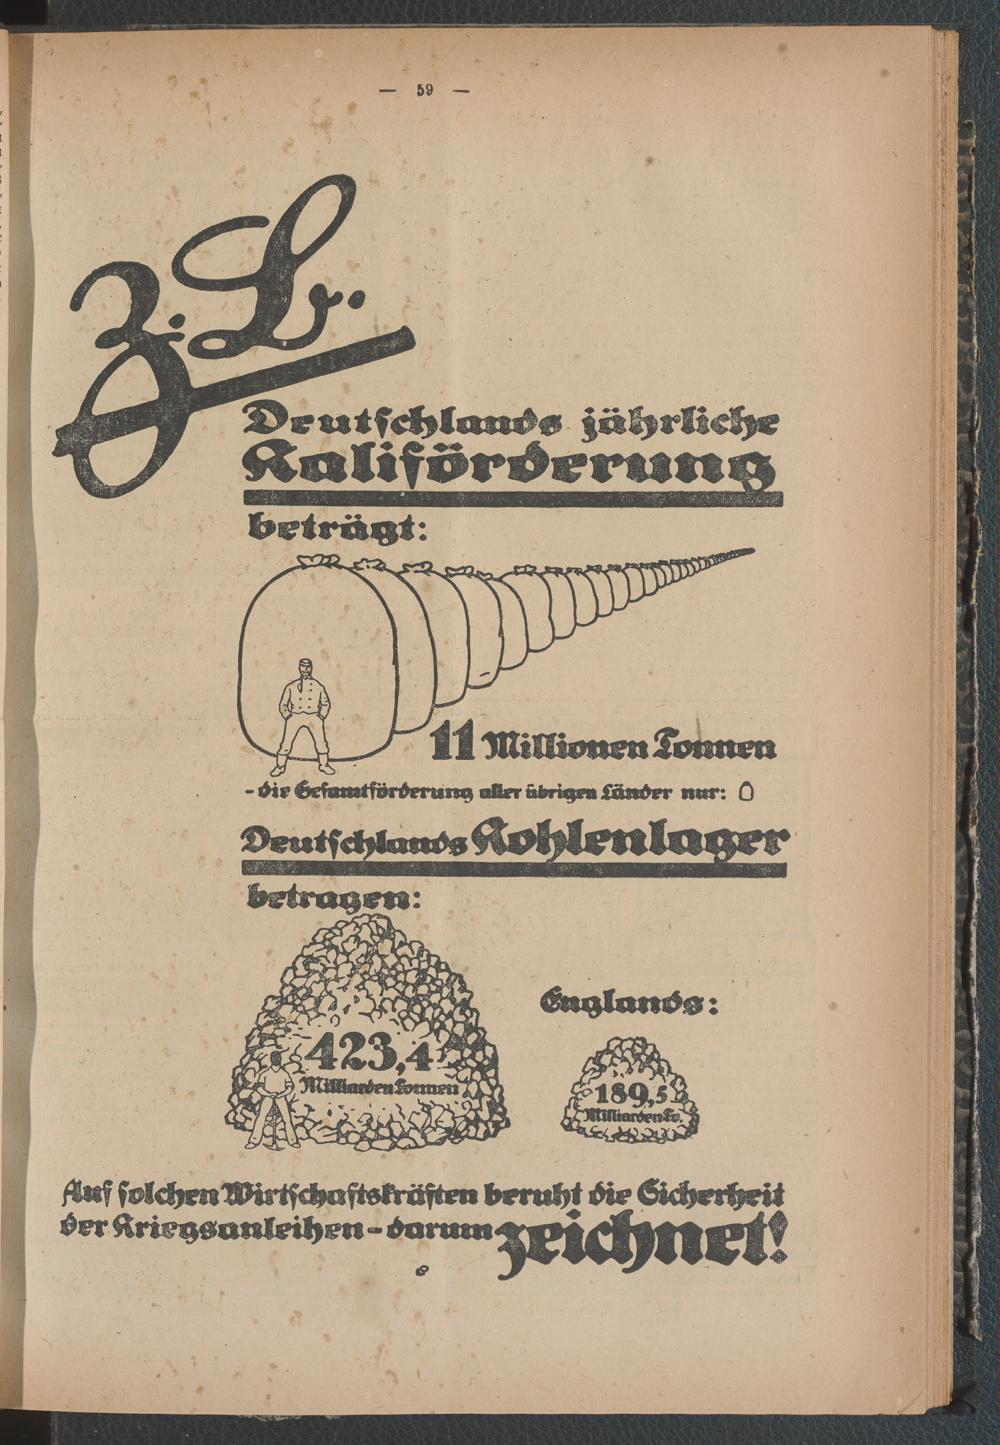 — 59 —
Z. B.
Deutschlands jährliche
Kaliförderung
beträgt:
11 Millionen Tonnen
- die Gesamtförderung aller übrigen Länder nur:
Deutschlands Kohlenlager
betragen:
Englands:
423,4
Milliarden Tonnen
189,5
Milliarden To.
Auf solchen Wirtschaftskräften beruht die Sicherheit
der Kriegsanleihen - darum zeichnet!
8